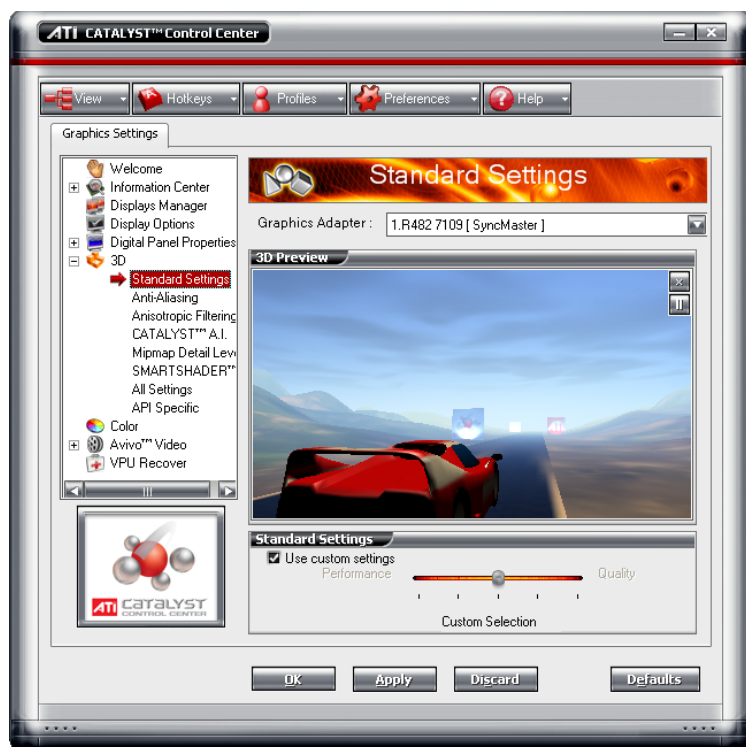 ATI CATALYST™ Control Center
View
Hotkeys
Profiles
Preferences
Help
Graphics Settings
Welcome
Information Center
Displays Manager
Display Options
Digital Panel Properties
3D
Standard Settings
Anti-Aliasing
Anisotropic Filtering
CATALYST™ A.I.
Mipmap Detail Leve
SMARTSHADER™
All Settings
API Specific
Color
Avivo™ Video
VPU Recover
ATI CATALYST
CONTROL CENTER
Standard Settings
Graphics Adapter :
1.R482 7109 [ SyncMaster ]
3D Preview
ATI
Standard Settings
Use custom settings
Performance
Quality
Custom Selection
OK
Apply
Discard
Defaults